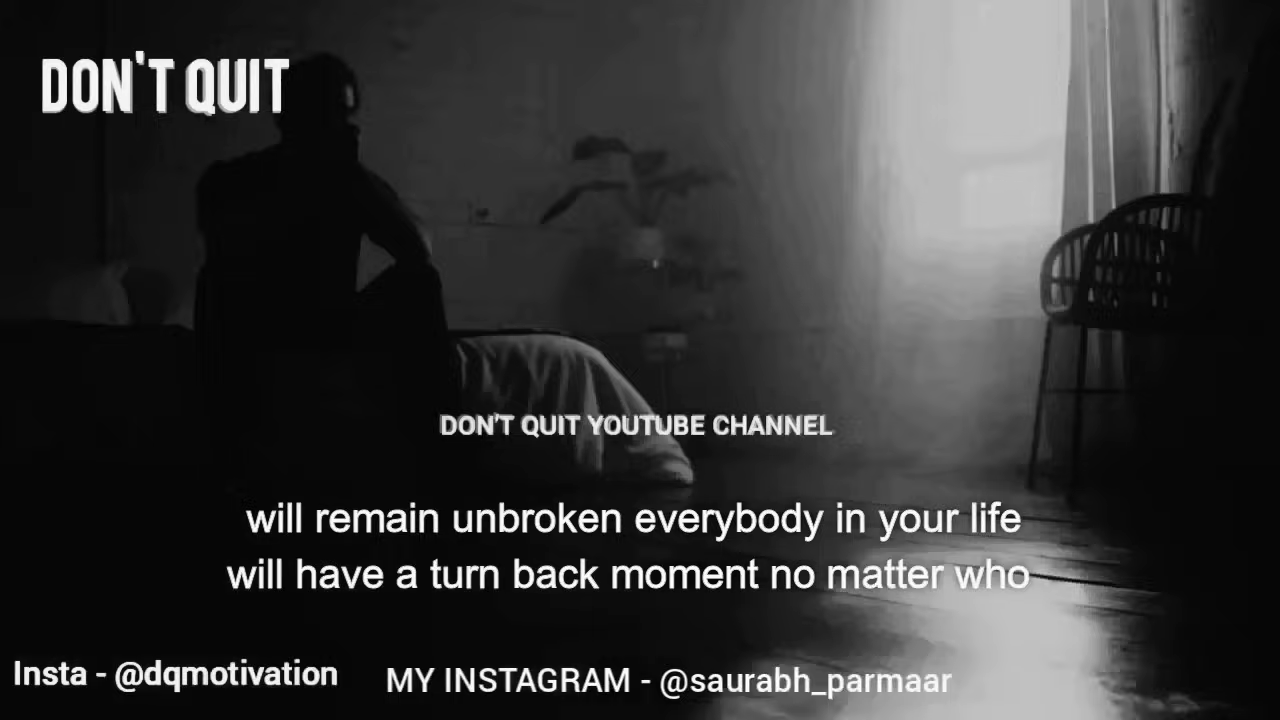 DON'T QUIT
DON'T QUIT YOUTUBE CHANNEL
will remain unbroken everybody in your life
will have a turn back moment no matter who
Insta - @dqmotivation
MY INSTAGRAM - @saurabh_parmaar